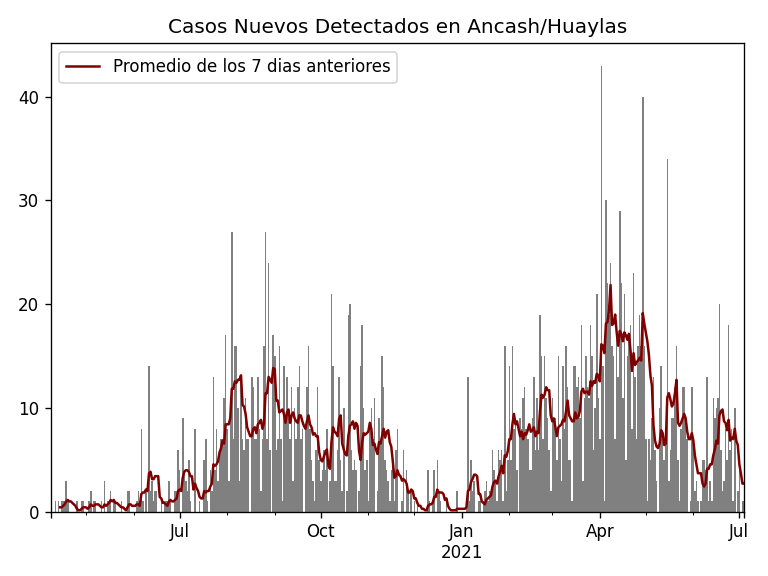 Casos Nuevos Detectados en Ancash/Huaylas
Promedio de los 7 dias anteriores
40
30
20
10
0
Jul
Oct
Jan
2021
Apr
Jul